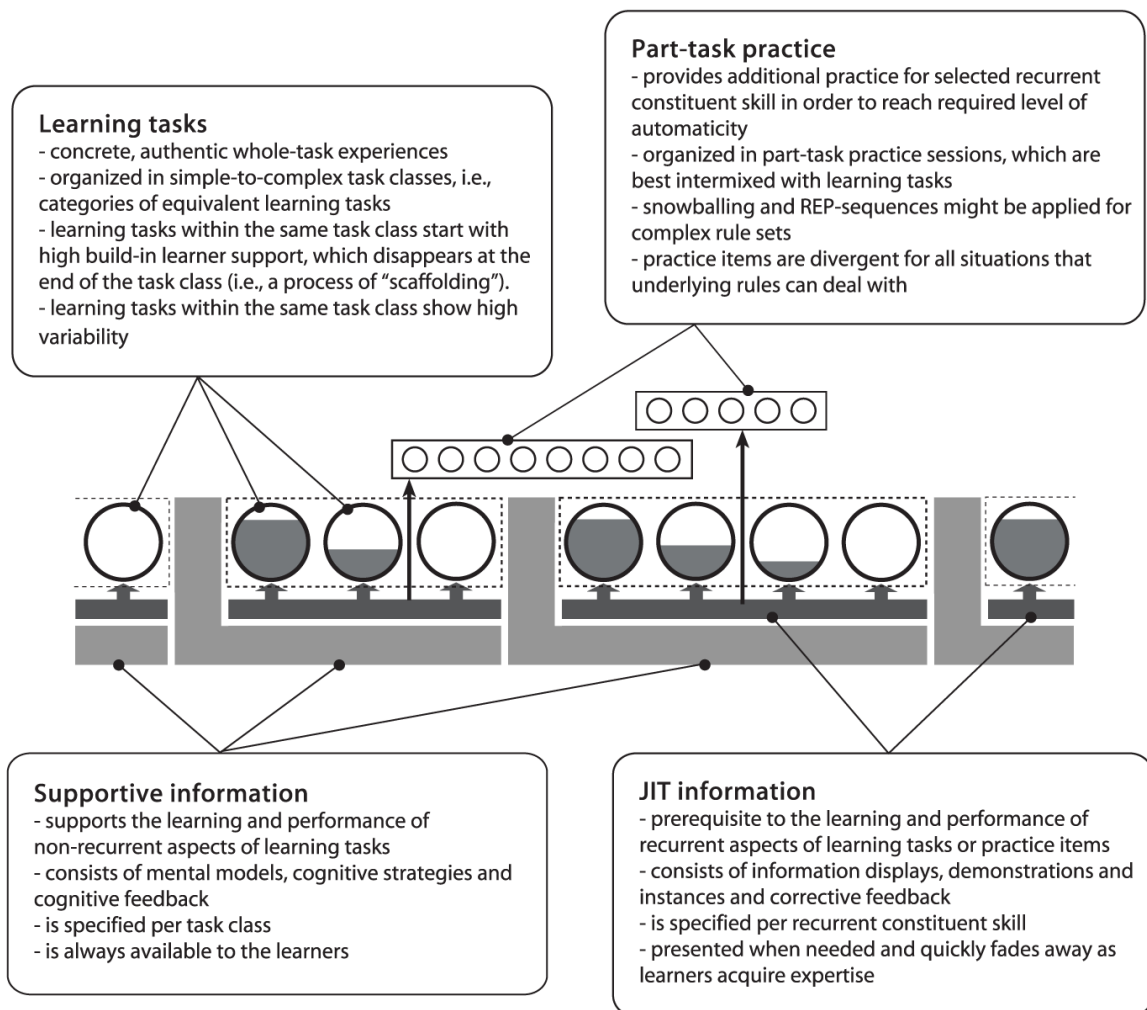 Part-task practice
- provides additional practice for selected recurrent
constituent skill in order to reach required level of
automaticity
- organized in part-task practice sessions, which are
best intermixed with learning tasks
- snowballing and REP-sequences might be applied for
complex rule sets
- practice items are divergent for all situations that
underlying rules can deal with
Learning tasks
- concrete, authentic whole-task experiences
- organized in simple-to-complex task classes, i.e.,
categories of equivalent learning tasks
- learning tasks within the same task class start with
high build-in learner support, which disappears at the
end of the task class (i.e., a process of “scaffolding”).
- learning tasks within the same task class show high
variability
Supportive information
- supports the learning and performance of
non-recurrent aspects of learning tasks
- consists of mental models, cognitive strategies and
cognitive feedback
- is specified per task class
- is always available to the learners
JIT information
- prerequisite to the learning and performance of
recurrent aspects of learning tasks or practice items
- consists of information displays, demonstrations and
instances and corrective feedback
- is specified per recurrent constituent skill
- presented when needed and quickly fades away as
learners acquire expertise